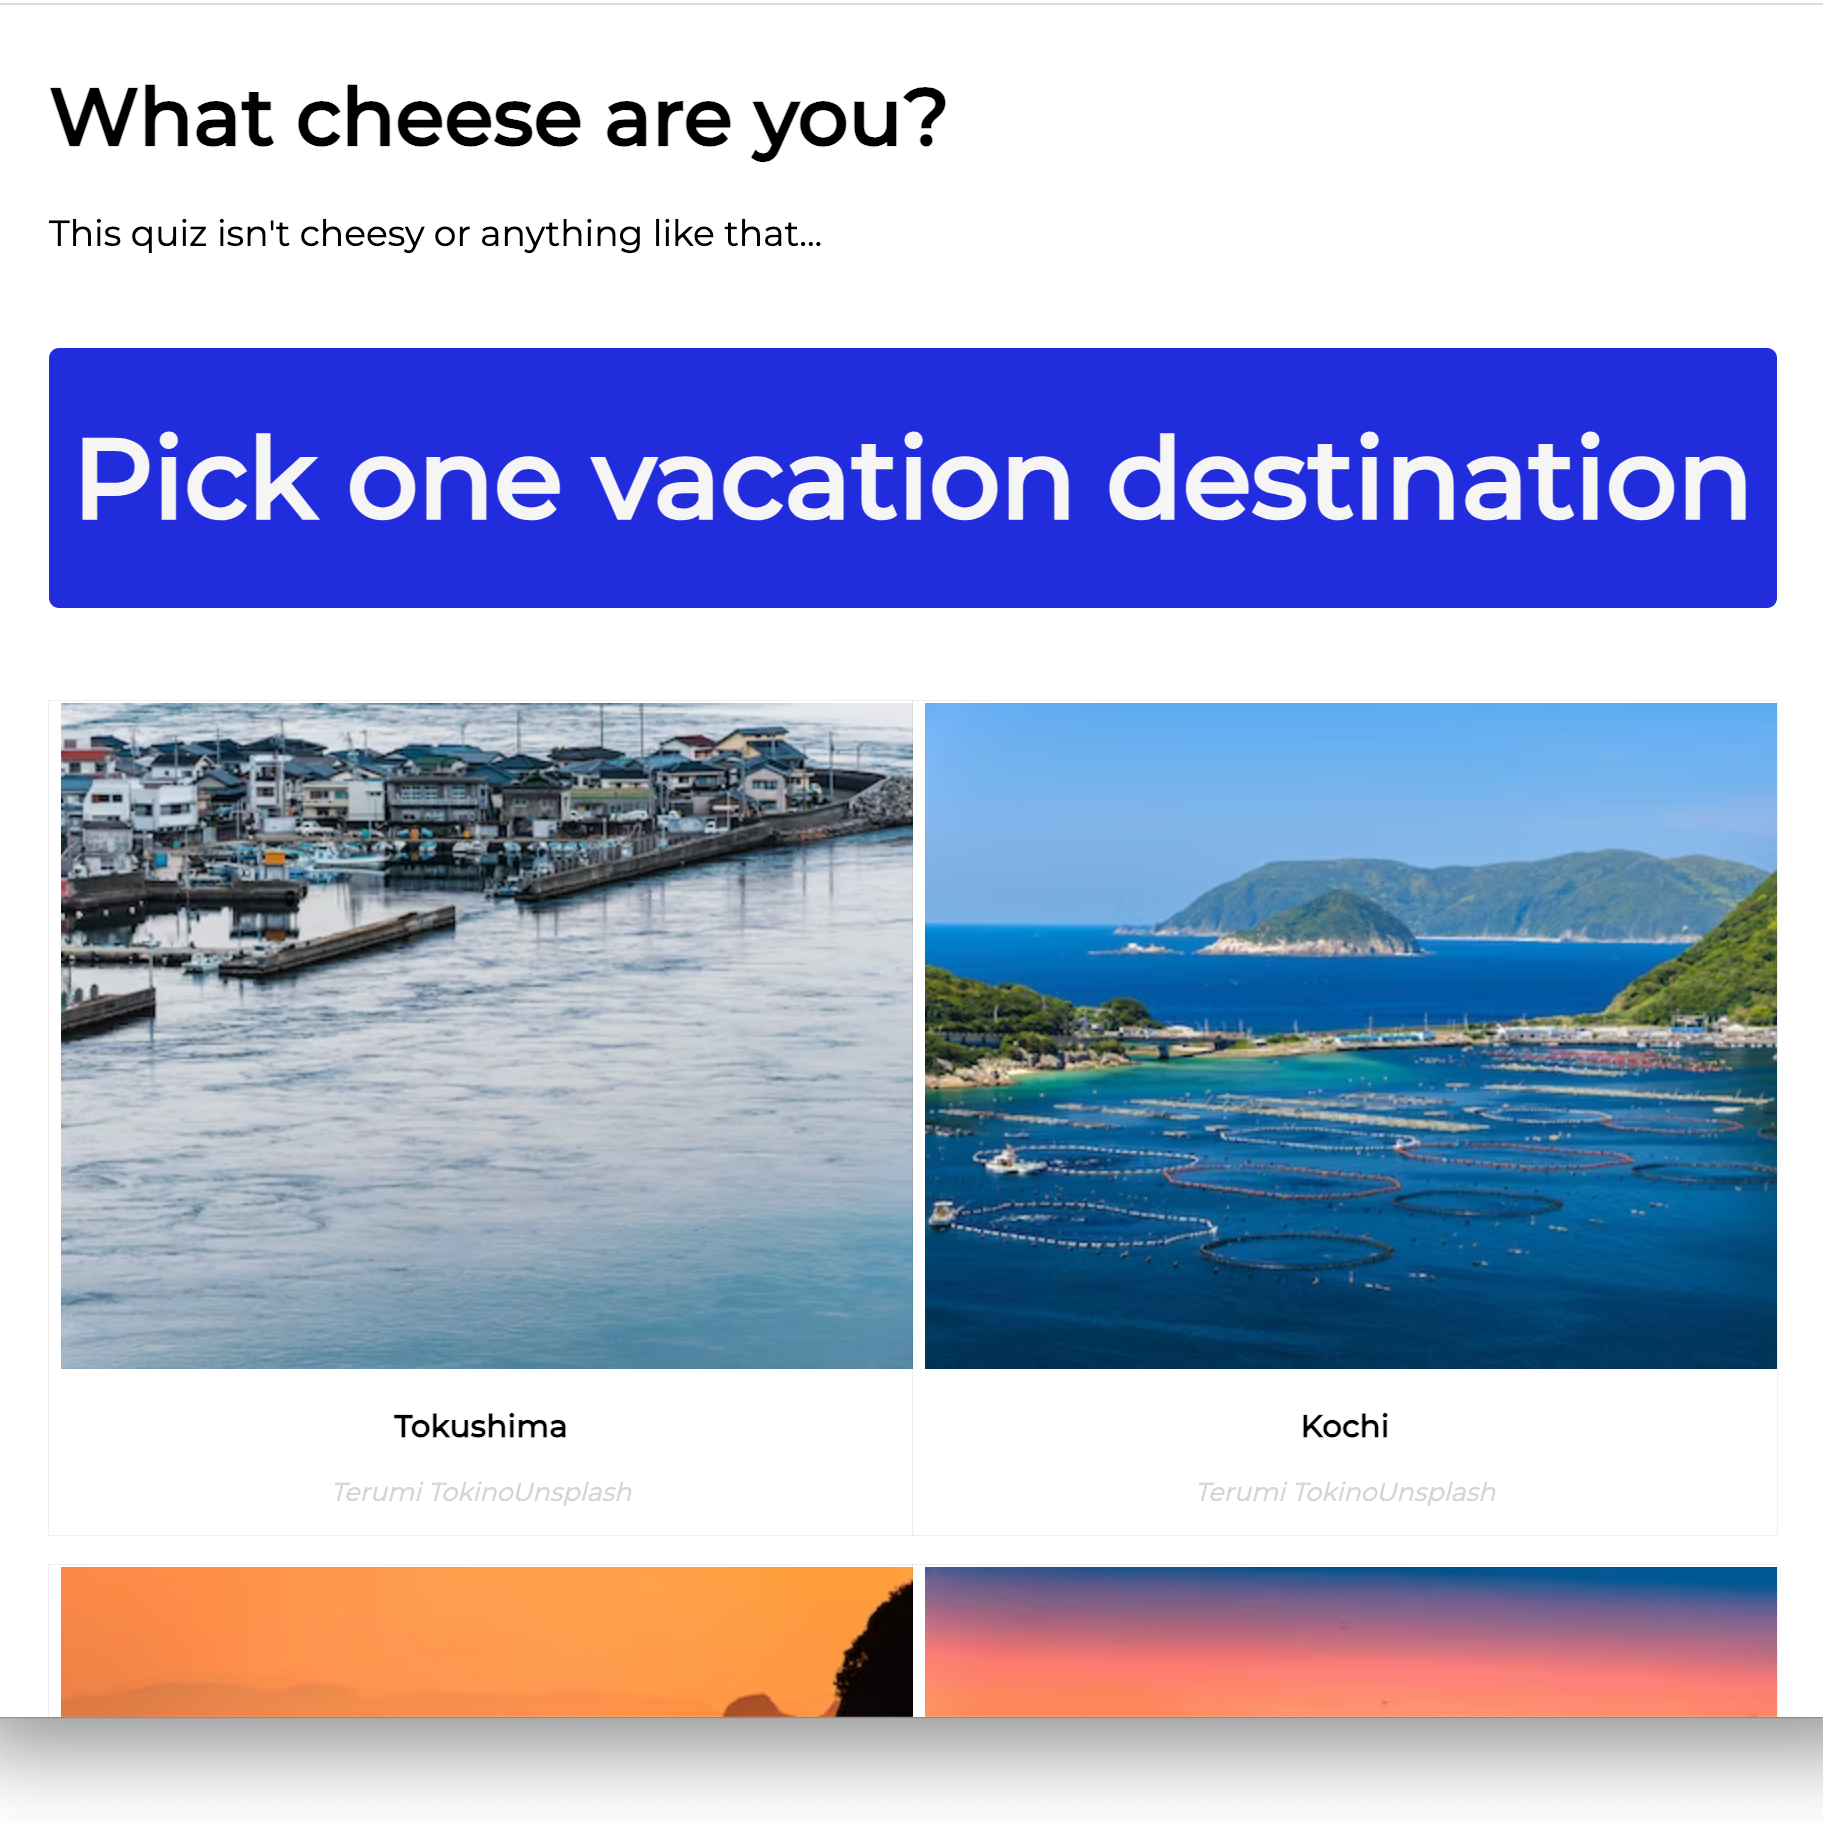 What cheese are you?
This quiz isn't cheesy or anything like that...
Pick one vacation destination
Tokushima
Terumi TokinoUnsplash
Kochi
Terumi TokinoUnsplash